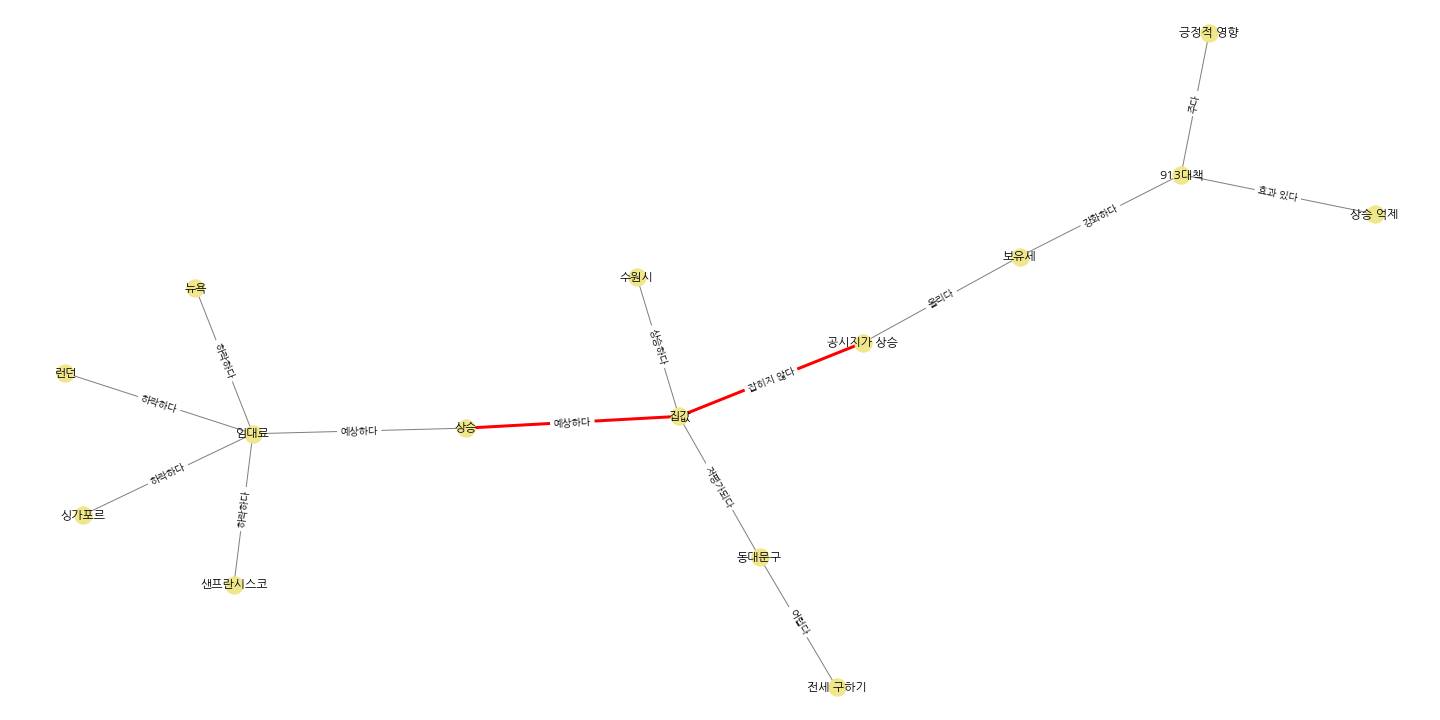 긍정적 영향
주다
913대책
효과 있다
상승 억제
강화하다
보유세
수원시
뉴욕
올리다
상승하다
공시지가 상승
하락하다
런던
잡히지 않다
하락하다
집값
예상하다
상승
예상하다
임대료
하락하다
저평가되다
하락하다
싱가포르
동대문구
샌프란시스코
어렵다
전세 구하기